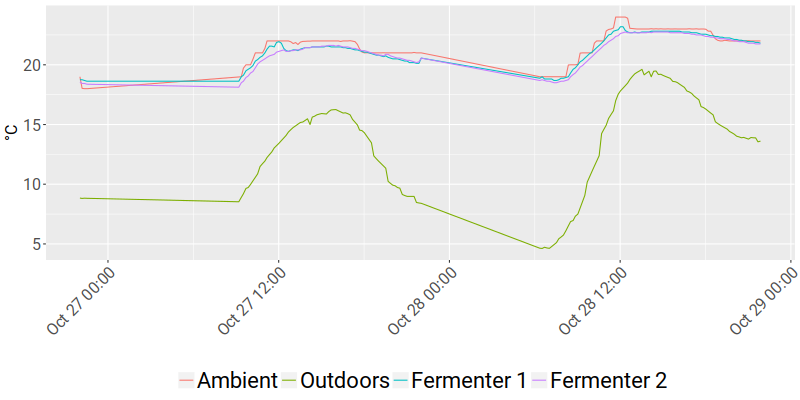 °C
20
15
10
5
Oct 27 00:00
Oct 27 12:00
Oct 28 00:00
Oct 28 12:00
Oct 29 00:00
Ambient Outdoors Fermenter 1 Fermenter 2